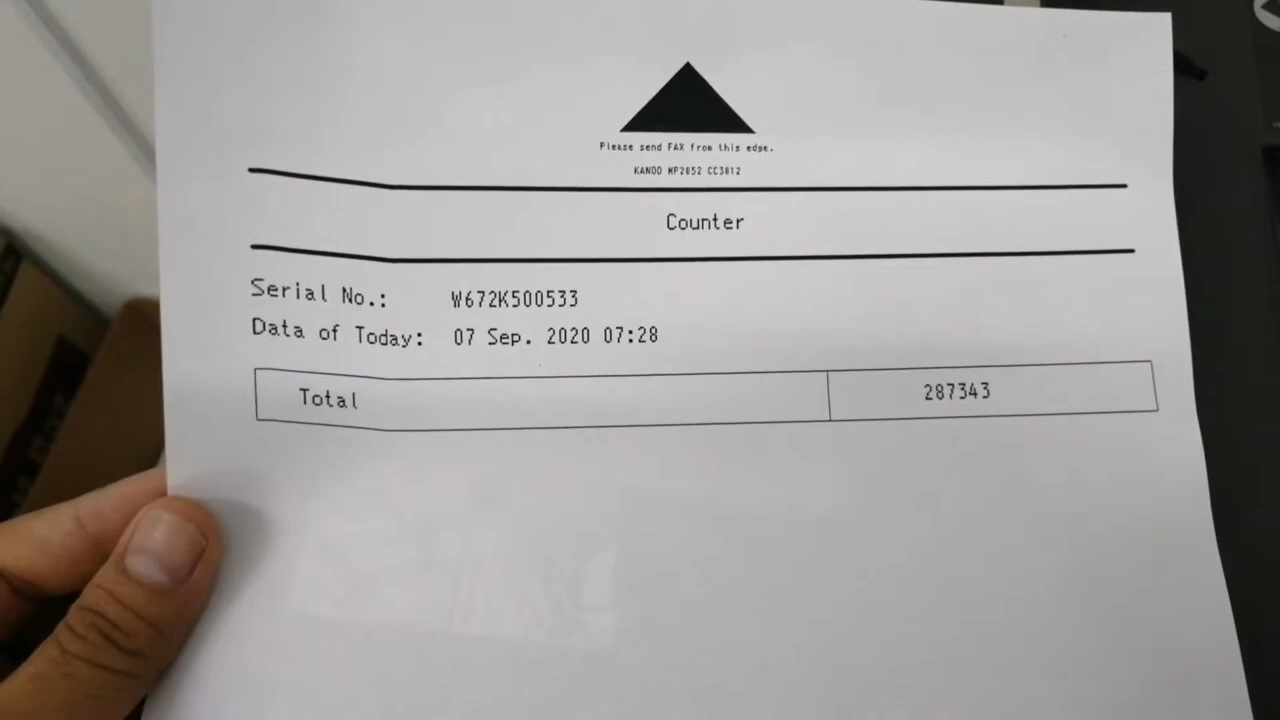 Please send FAX from this edge.
KANOO MP2852 CC3812
Counter
Serial No.: W672K500533
Data of Today: 07 Sep. 2020 07:28
Total 287343